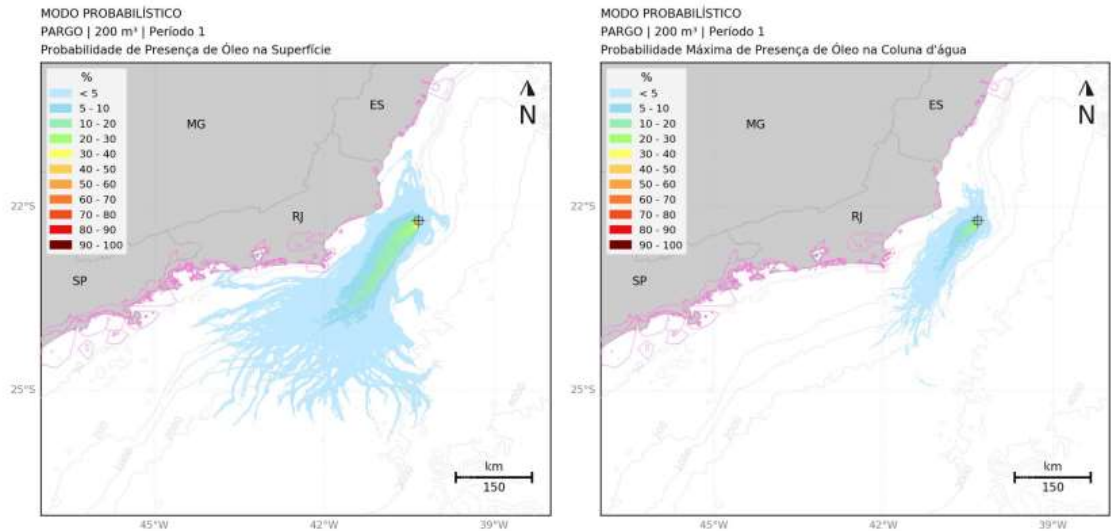 MODO PROBABILÍSTICO
PARGO | 200 m³ | Período 1
Probabilidade de Presença de Óleo na Superfície
%
< 5
5 - 10
10 - 20
20 - 30
30 - 40
40 - 50
50 - 60
60 - 70
70 - 80
80 - 90
90 - 100
ES
MG
RJ
SP
N
22°S
25°S
km
150
45°W
42°W
39°W
MODO PROBABILÍSTICO
PARGO | 200 m³ | Período 1
Probabilidade Máxima de Presença de Óleo na Coluna d'água
%
< 5
5 - 10
10 - 20
20 - 30
30 - 40
40 - 50
50 - 60
60 - 70
70 - 80
80 - 90
90 - 100
ES
MG
RJ
SP
N
22°S
25°S
km
150
45°W
42°W
39°W